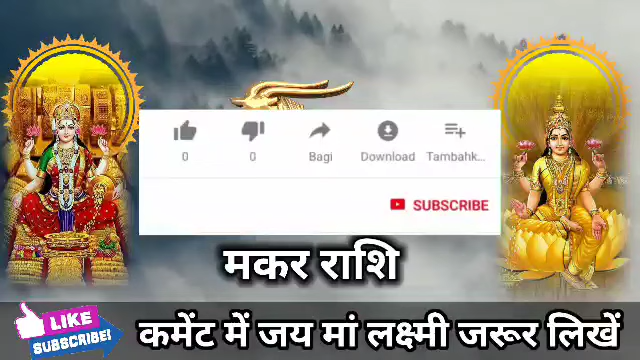 0 0 Bagi Download Tambahk...
SUBSCRIBE
मकर राशि
LIKE
SUBSCRIBE!
कमेंट में जय मां लक्ष्मी जरूर लिखें